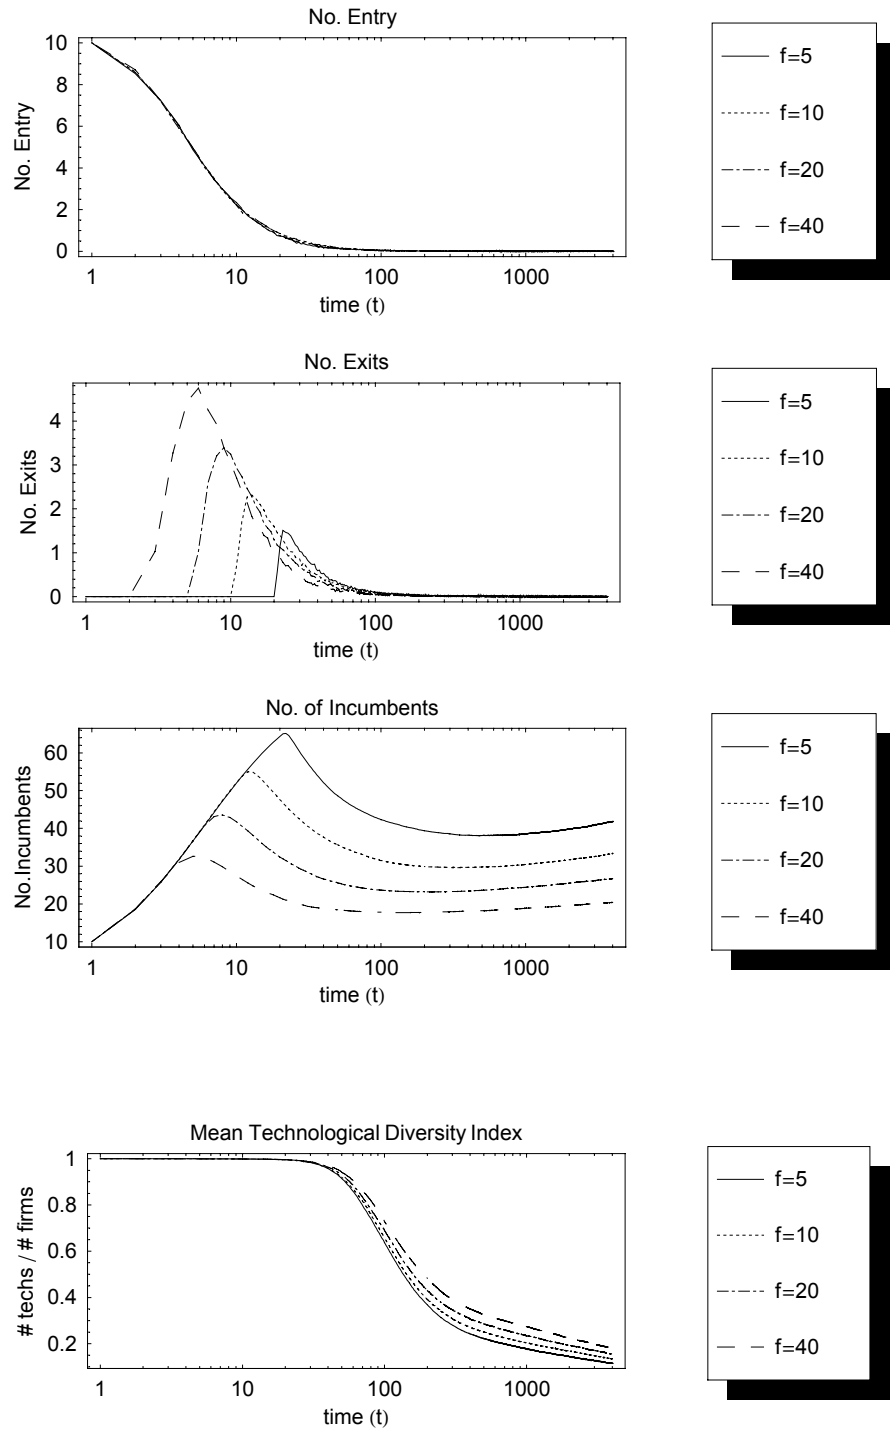 No. Entry
10
8
6
4
2
0
No. Entry
1 10 100 1000
time (t)
f=5
f=10
f=20
f=40
No. Exits
4
3
2
1
0
No. Exits
1 10 100 1000
time (t)
f=5
f=10
f=20
f=40
No. of Incumbents
60
50
40
30
20
10
No.Incumbents
1 10 100 1000
time (t)
f=5
f=10
f=20
f=40
Mean Technological Diversity Index
1
0.8
0.6
0.4
0.2
# techs / # firms
1 10 100 1000
time (t)
f=5
f=10
f=20
f=40